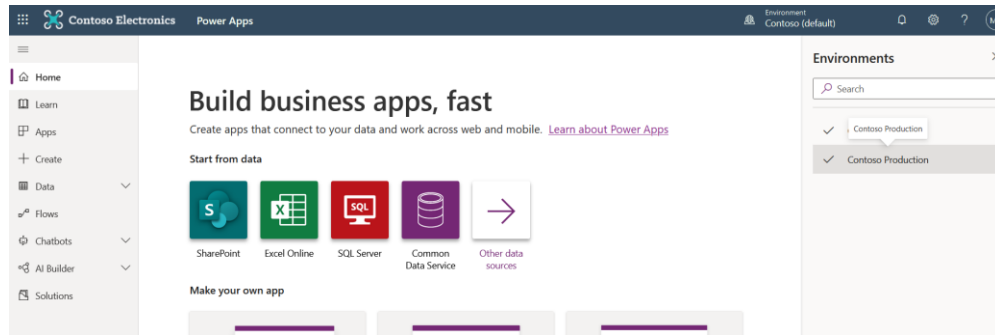 Contoso Electronics Power Apps
Environment
Contoso (default)
?
Home
Learn
Apps
Create
Data
Flows
Chatbots
AI Builder
Solutions
Build business apps, fast
Create apps that connect to your data and work across web and mobile. Learn about Power Apps
Start from data
S
X
SQL
SharePoint
Excel Online
SQL Server
Common
Data Service
Other data
sources
Make your own app
Environments
Search
Contoso Production
Contoso Production